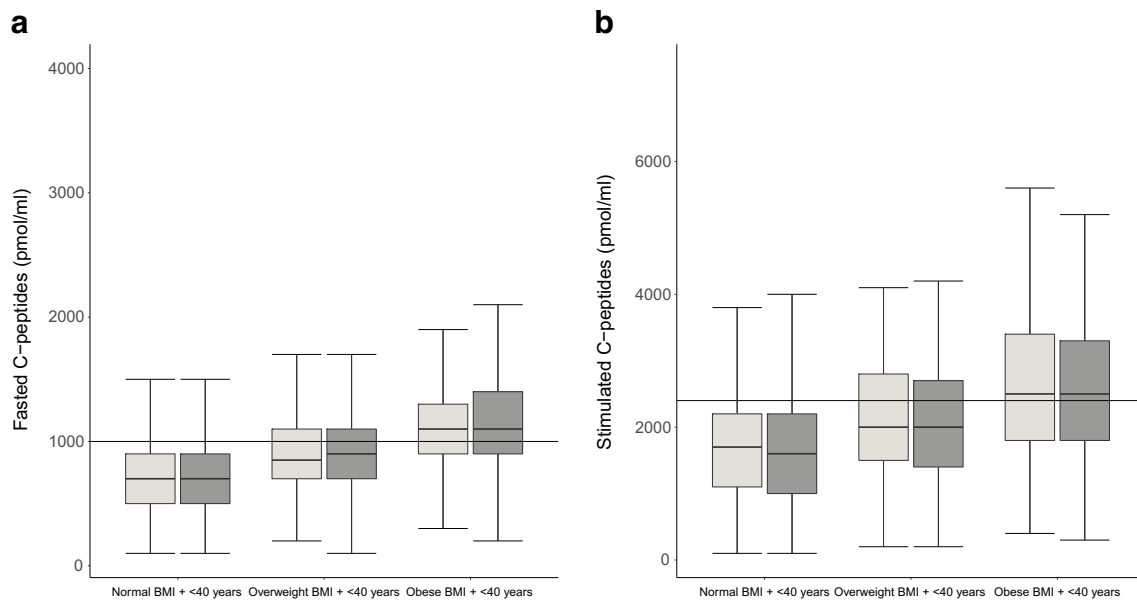 a
Fasted C−peptides (pmol/ml)
4000
3000
2000
1000
0
Normal BMI + <40 years Overweight BMI + <40 years Obese BMI + <40 years
b
Stimulated C−peptides (pmol/ml)
6000
4000
2000
0
Normal BMI + <40 years Overweight BMI + <40 years Obese BMI + <40 years